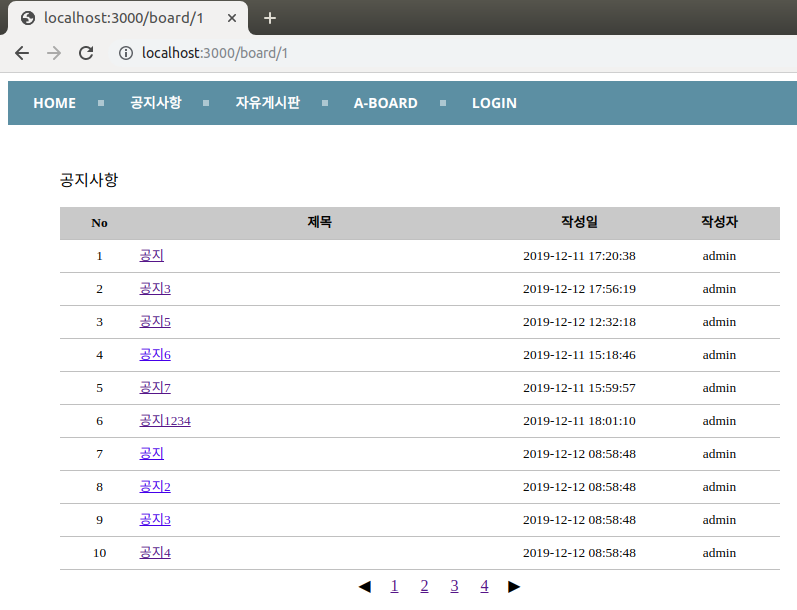 localhost:3000/board/1
localhost:3000/board/1
HOME 공지사항 자유게시판 A-BOARD LOGIN
공지사항
No 제목 작성일 작성자
1 공지 2019-12-11 17:20:38 admin
2 공지3 2019-12-12 17:56:19 admin
3 공지5 2019-12-12 12:32:18 admin
4 공지6 2019-12-11 15:18:46 admin
5 공지7 2019-12-11 15:59:57 admin
6 공지1234 2019-12-11 18:01:10 admin
7 공지 2019-12-12 08:58:48 admin
8 공지2 2019-12-12 08:58:48 admin
9 공지3 2019-12-12 08:58:48 admin
10 공지4 2019-12-12 08:58:48 admin
◀ 1 2 3 4 ▶